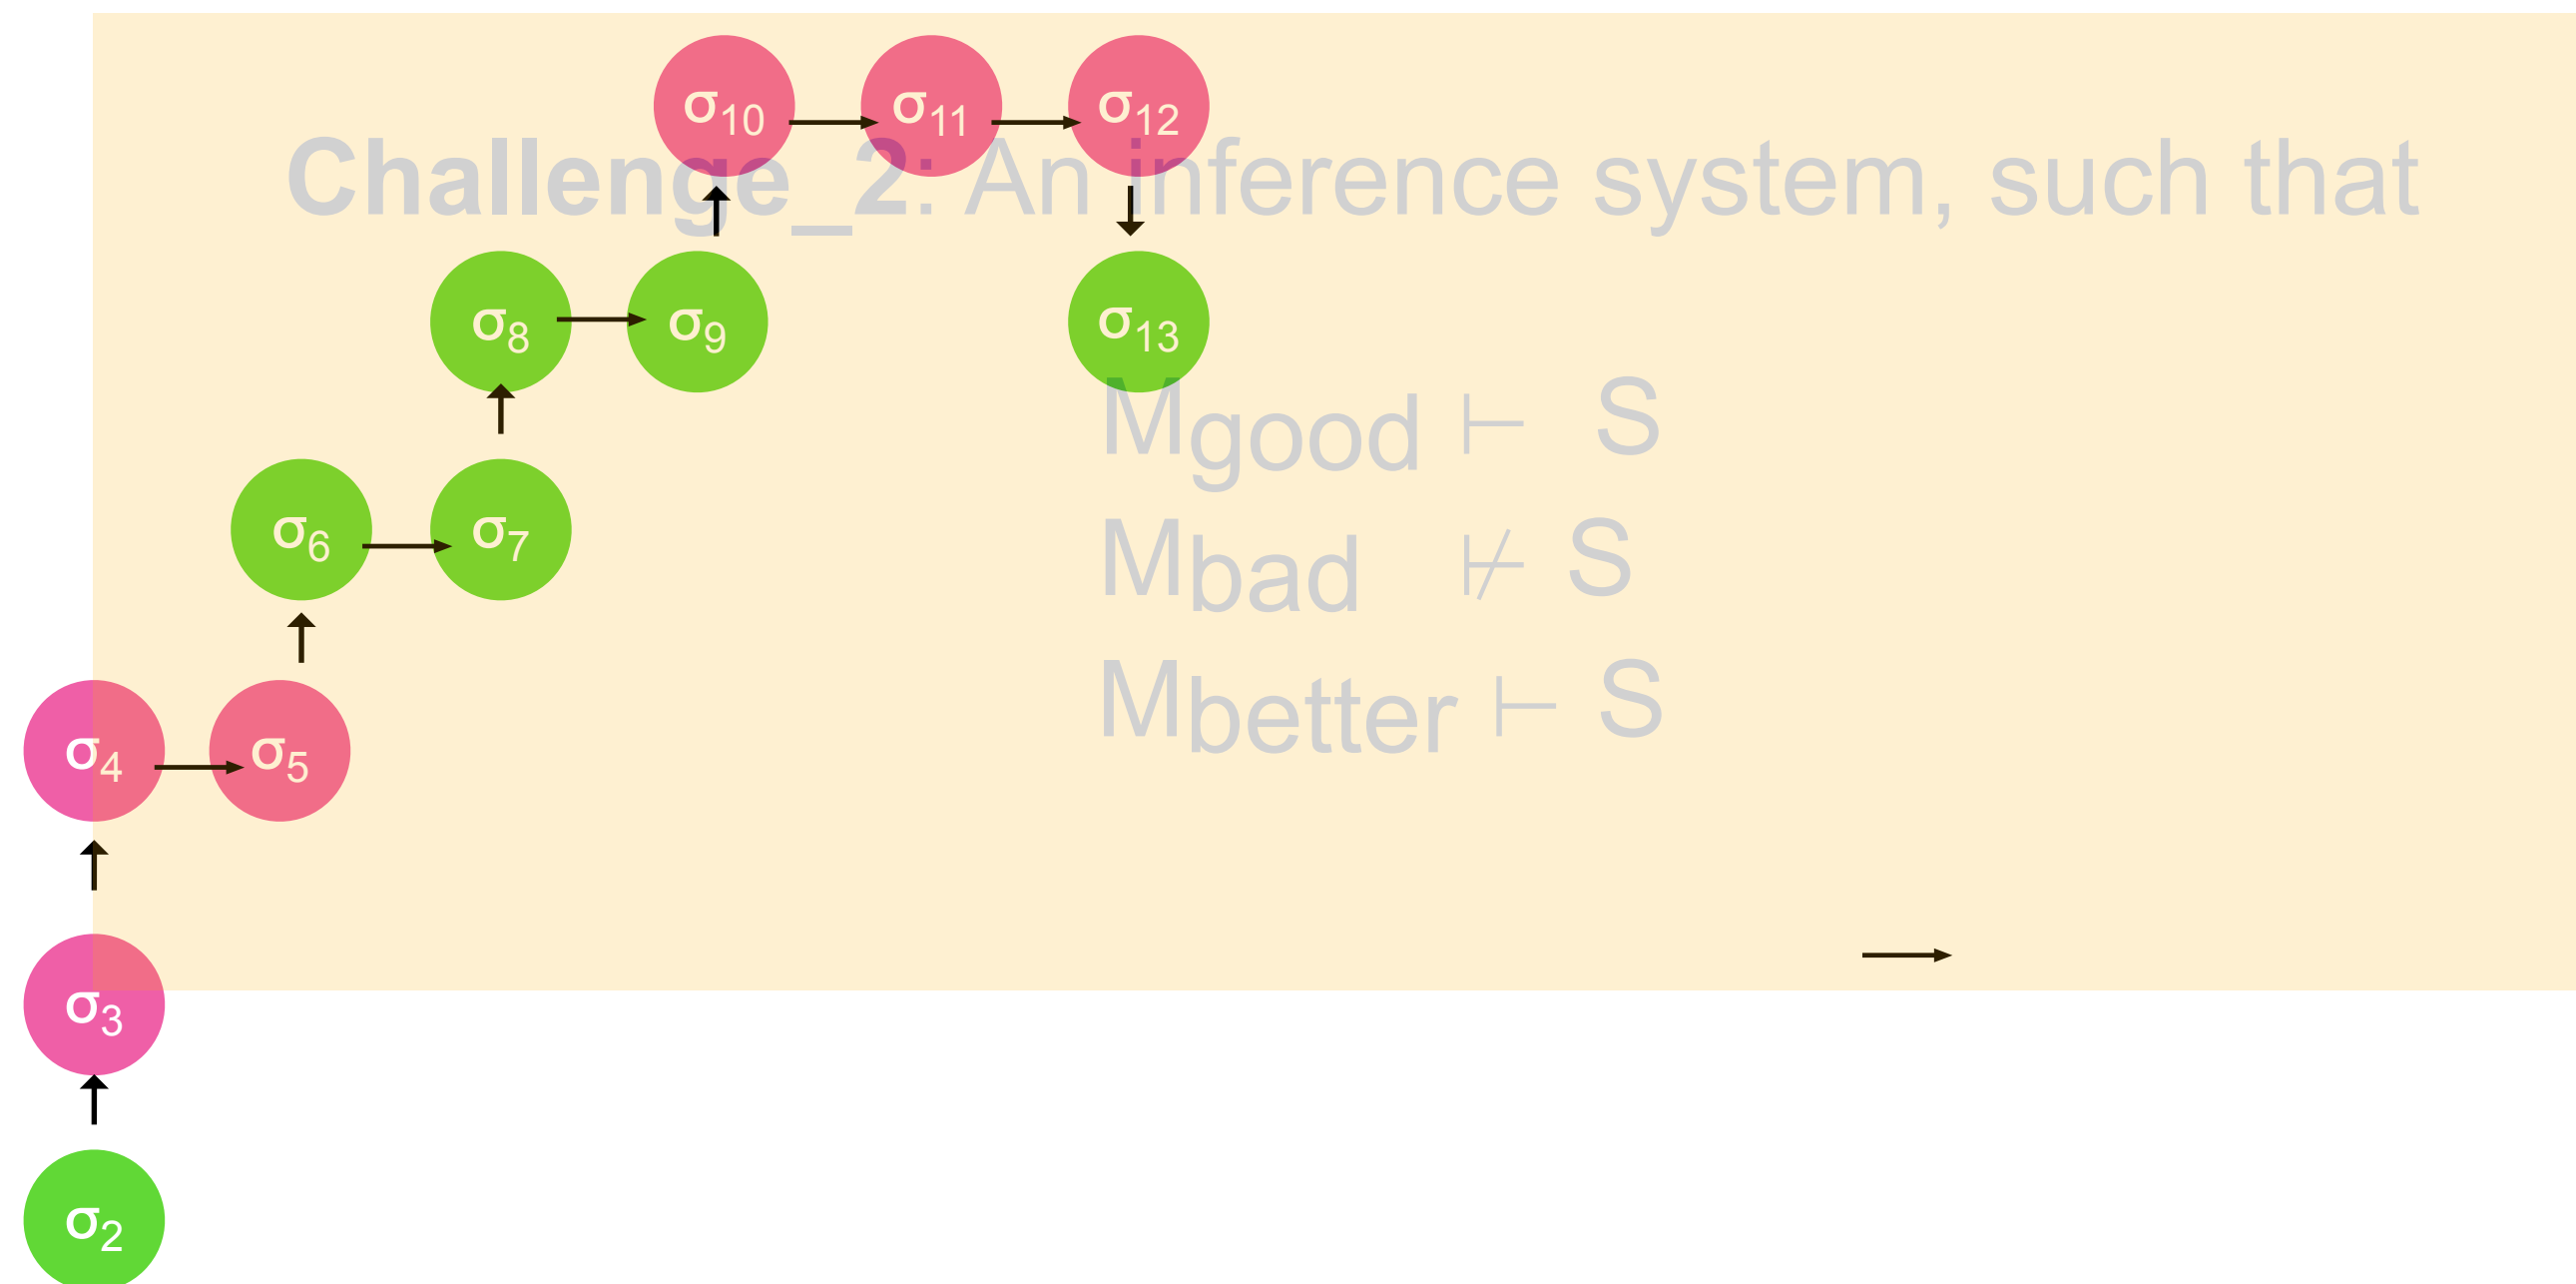 σ10 σ11 σ12
Challenge_2: An inference system, such that
σ8 σ9 σ13
Mgood ⊢ S
σ6 σ7
Mbad ⊬ S
Mbetter ⊢ S
σ4 σ5
σ3
σ2